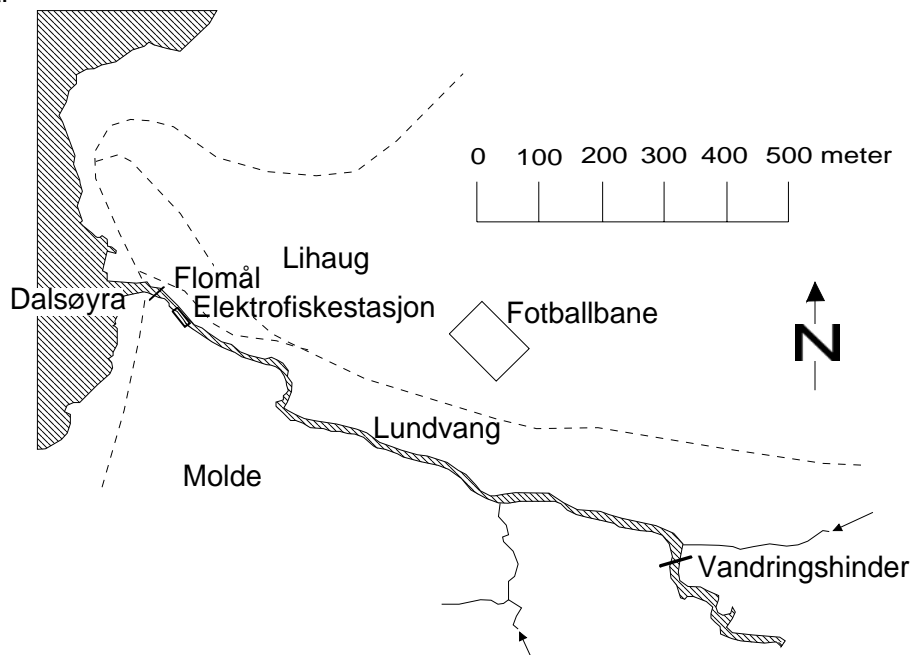 0 100 200 300 400 500 meter
Lihaug
Flomål
Dalsøyra
Elektrofiskestasjon
Fotballbane
N
Lundvang
Molde
Vandringshinder